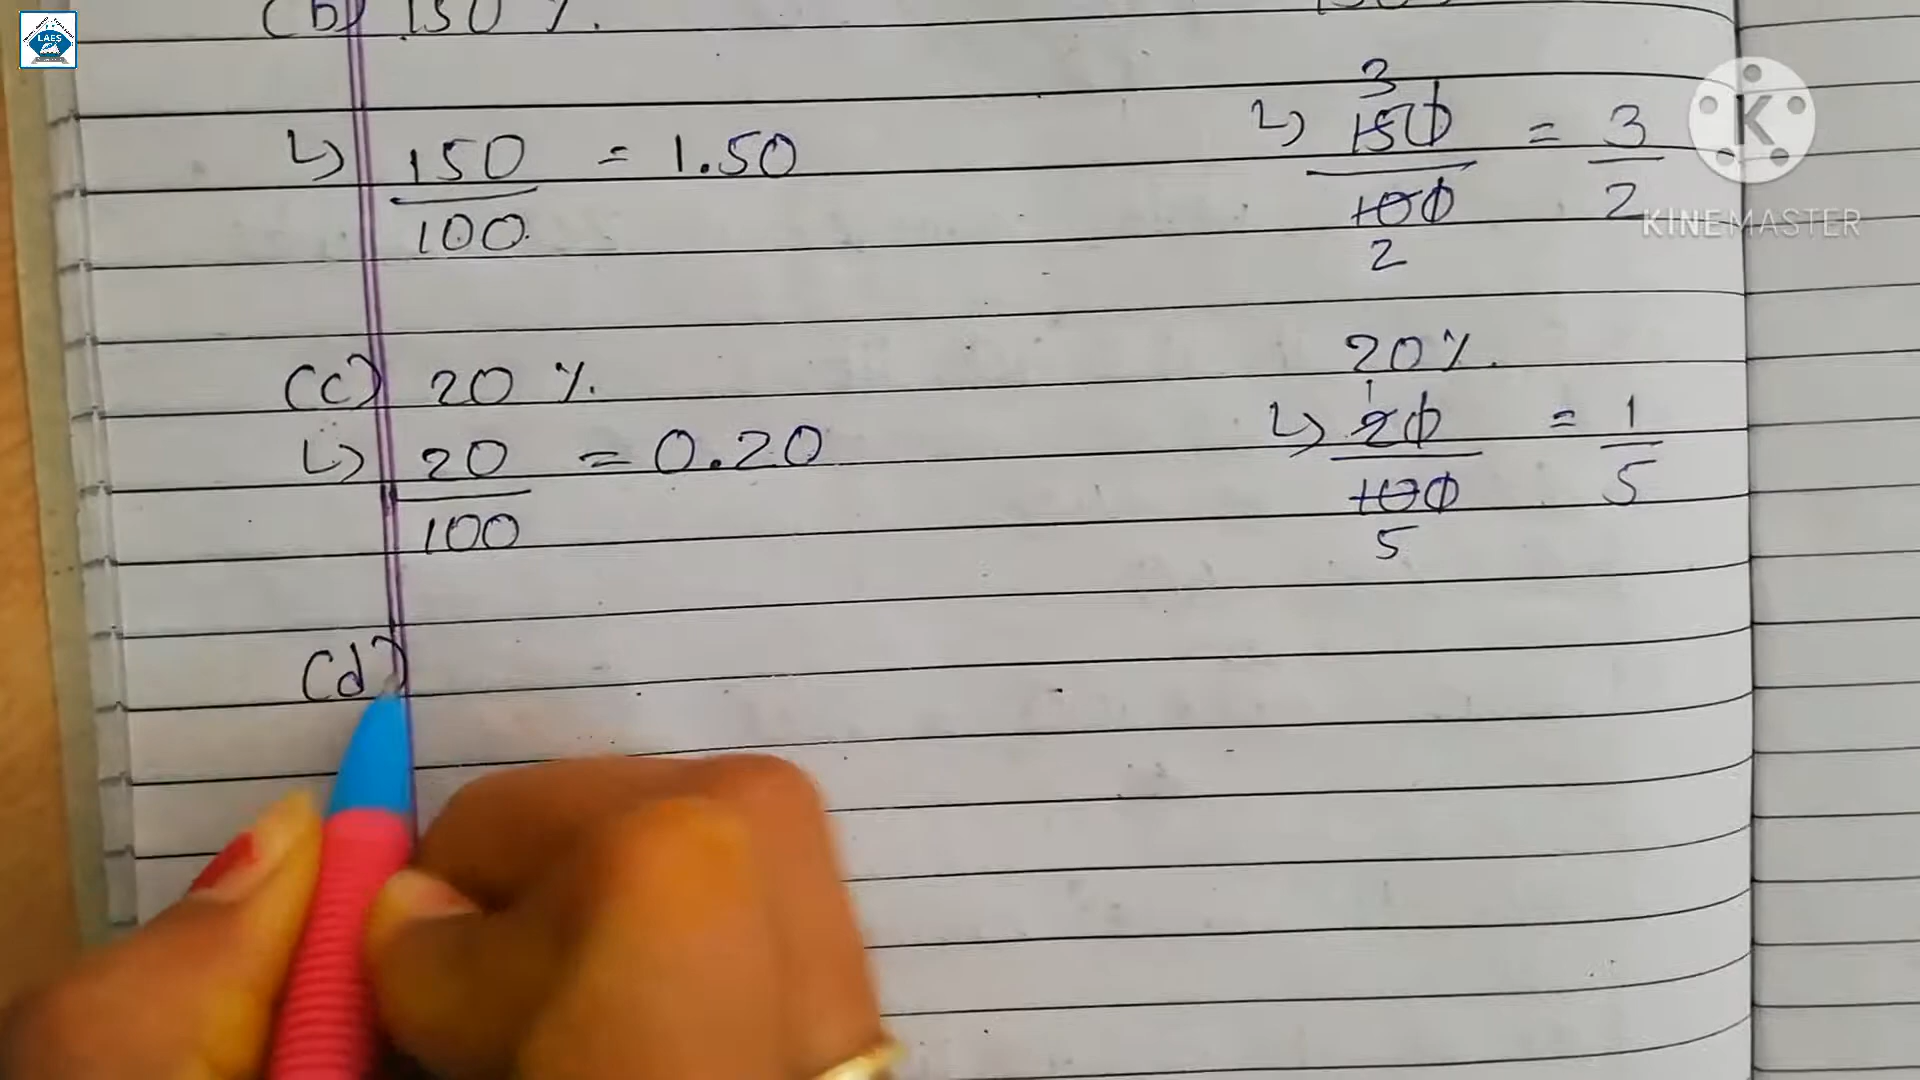 LAES
(b) 150 %.
↳ 150/100 = 1.50
3
↳ 150/100 = 3/2
2
KINEMASTER
(c) 20 %.
↳ 20/100 = 0.20
20 %.
1
↳ 20/100 = 1/5
5
(d)